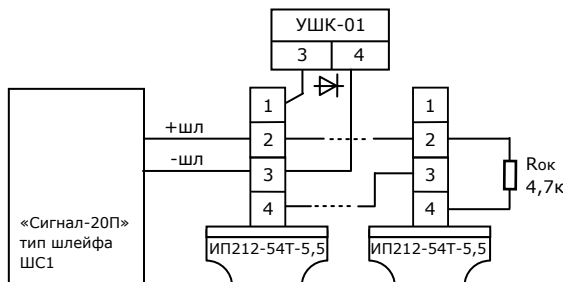 УШК-01
3 4
1
2
3
4
+шл
-шл
«Сигнал-20П»
тип шлейфа
ШС1
ИП212-54Т-5,5
1
2
3
4
Rок
4,7к
ИП212-54Т-5,5